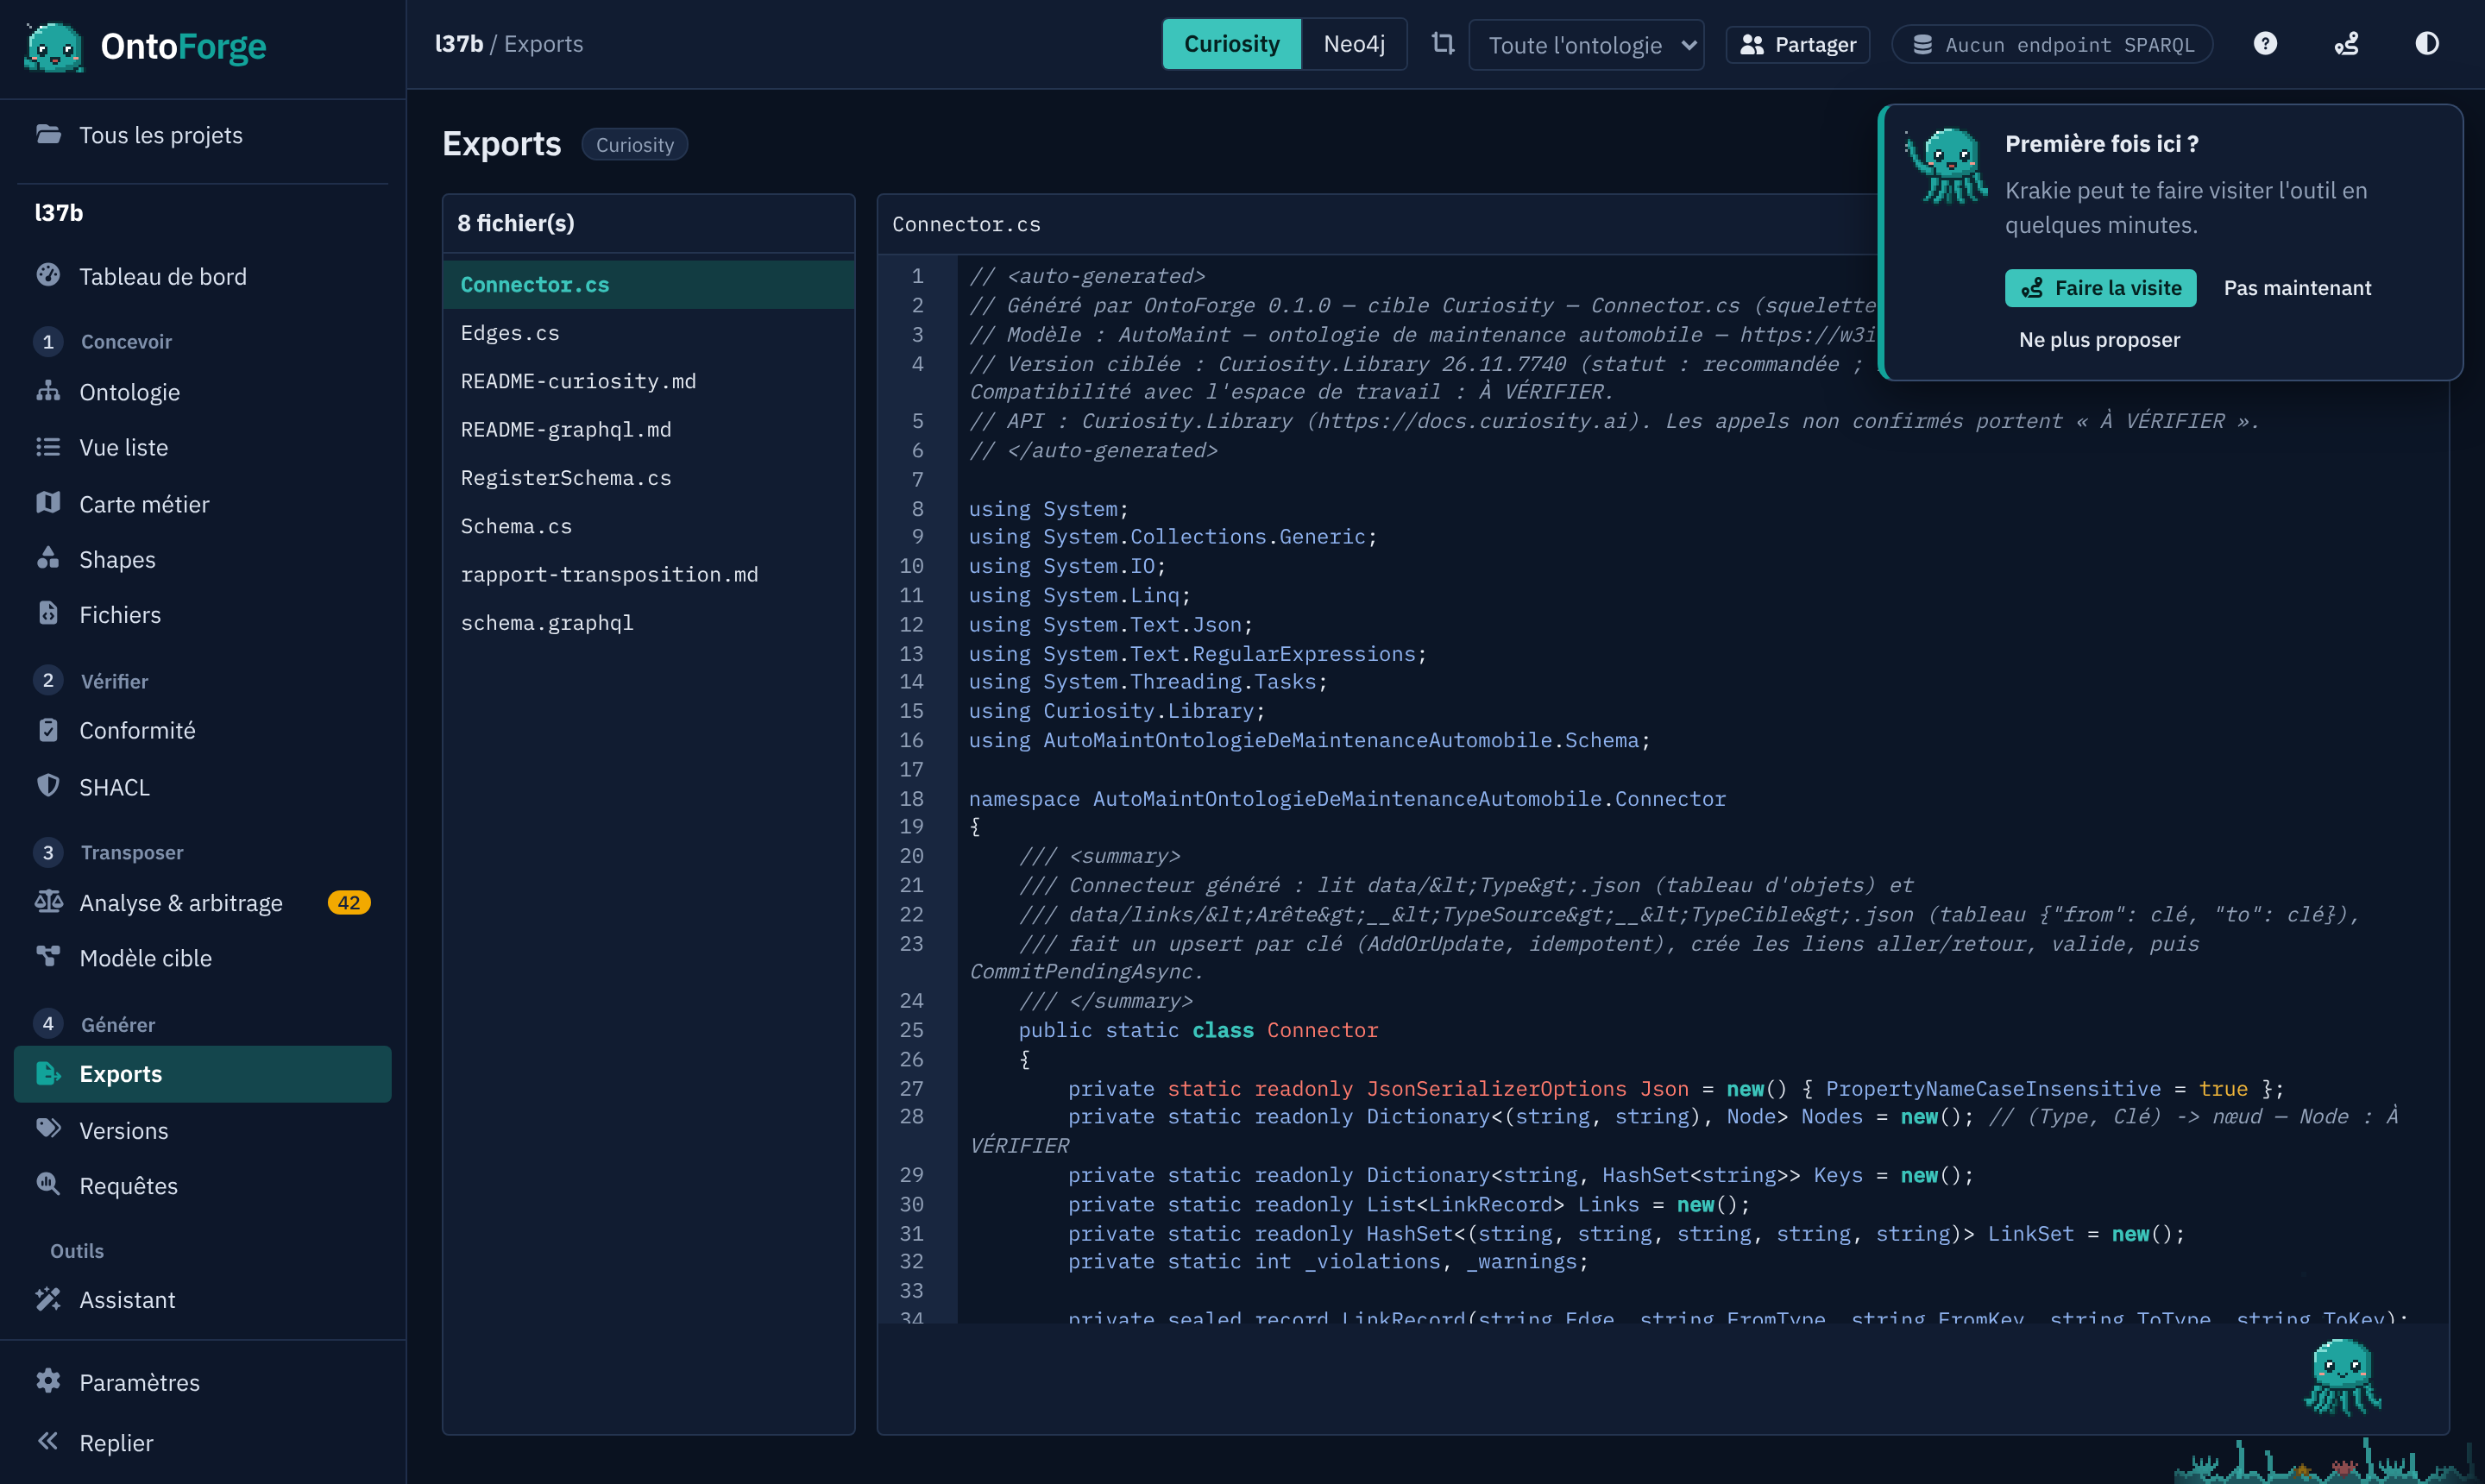 OntoForge
l37b / Exports
Curiosity
Neo4j
Toute l'ontologie
Partager
Aucun endpoint SPARQL
Tous les projets
l37b
Tableau de bord
1 Concevoir
Ontologie
Vue liste
Carte métier
Shapes
Fichiers
2 Vérifier
Conformité
SHACL
3 Transposer
Analyse & arbitrage 42
Modèle cible
4 Générer
Exports
Versions
Requêtes
Outils
Assistant
Paramètres
Replier
Exports Curiosity
8 fichier(s)
Connector.cs
Edges.cs
README-curiosity.md
README-graphql.md
RegisterSchema.cs
Schema.cs
rapport-transposition.md
schema.graphql
Première fois ici ?
Krakie peut te faire visiter l'outil en
quelques minutes.
Faire la visite
Pas maintenant
Ne plus proposer
Connector.cs
1 // <auto-generated>
2 // Généré par OntoForge 0.1.0 — cible Curiosity — Connector.cs (squelette
3 // Modèle : AutoMaint — ontologie de maintenance automobile — https://w3i
4 // Version ciblée : Curiosity.Library 26.11.7740 (statut : recommandée ;
Compatibilité avec l'espace de travail : À VÉRIFIER.
5 // API : Curiosity.Library (https://docs.curiosity.ai). Les appels non confirmés portent « À VÉRIFIER ».
6 // </auto-generated>
7
8 using System;
9 using System.Collections.Generic;
10 using System.IO;
11 using System.Linq;
12 using System.Text.Json;
13 using System.Text.RegularExpressions;
14 using System.Threading.Tasks;
15 using Curiosity.Library;
16 using AutoMaintOntologieDeMaintenanceAutomobile.Schema;
17
18 namespace AutoMaintOntologieDeMaintenanceAutomobile.Connector
19 {
20 /// <summary>
21 /// Connecteur généré : lit data/&lt;Type&gt;.json (tableau d'objets) et
22 /// data/links/&lt;Arête&gt;__&lt;TypeSource&gt;__&lt;TypeCible&gt;.json (tableau {"from": clé, "to": clé}),
23 /// fait un upsert par clé (AddOrUpdate, idempotent), crée les liens aller/retour, valide, puis
CommitPendingAsync.
24 /// </summary>
25 public static class Connector
26 {
27 private static readonly JsonSerializerOptions Json = new() { PropertyNameCaseInsensitive = true };
28 private static readonly Dictionary<(string, string), Node> Nodes = new(); // (Type, Clé) -> nœud — Node : À
VÉRIFIER
29 private static readonly Dictionary<string, HashSet<string>> Keys = new();
30 private static readonly List<LinkRecord> Links = new();
31 private static readonly HashSet<(string, string, string, string, string)> LinkSet = new();
32 private static int _violations, _warnings;
33
34 private sealed record LinkRecord(string Edge, string FromType, string FromKey, string ToType, string ToKey);